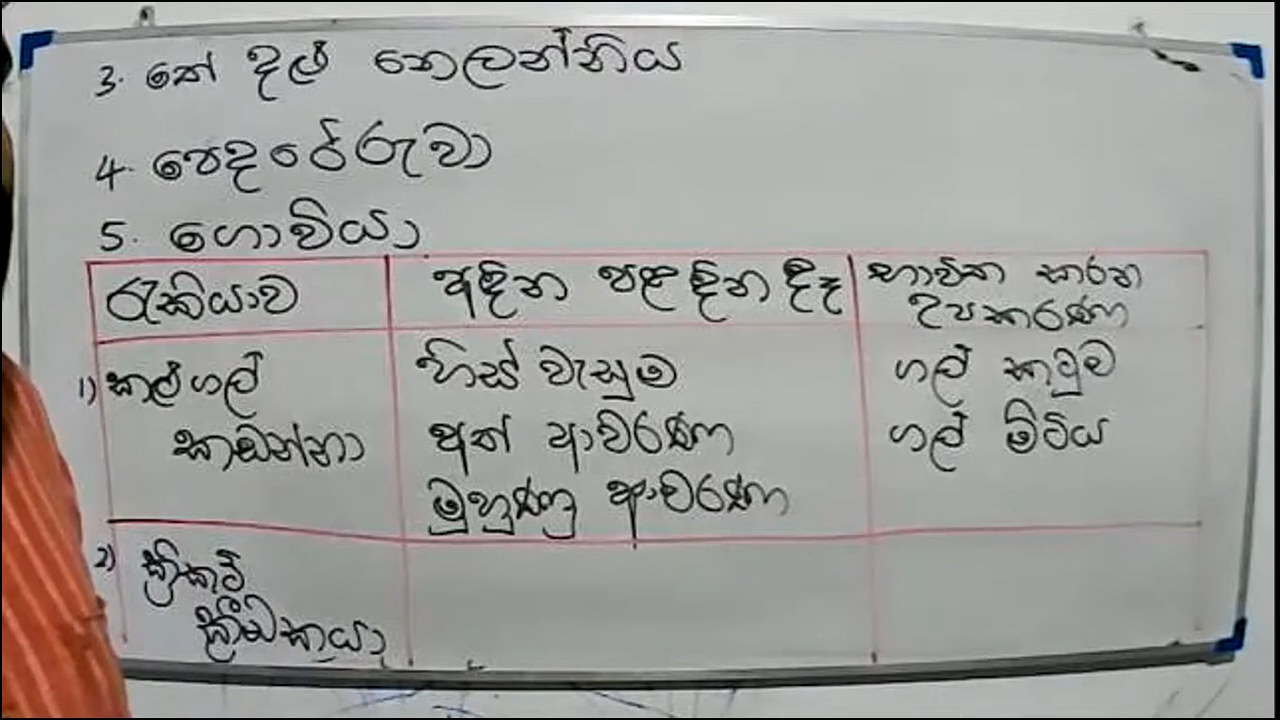 3. තේ දළු නෙලන්නිය
4. පෙදරේරුවා
5. ගොවියා
රැකියාව
අඳින පළඳින දෑ
භාවිත කරන
උපකරණ
1) කළුගල්
කඩන්නා
හිස් වැසුම
අත් ආවරණ
මුහුණු ආවරණ
ගල් කටුව
ගල් මිටිය
2) ක්‍රිකට්
ක්‍රීඩකයා